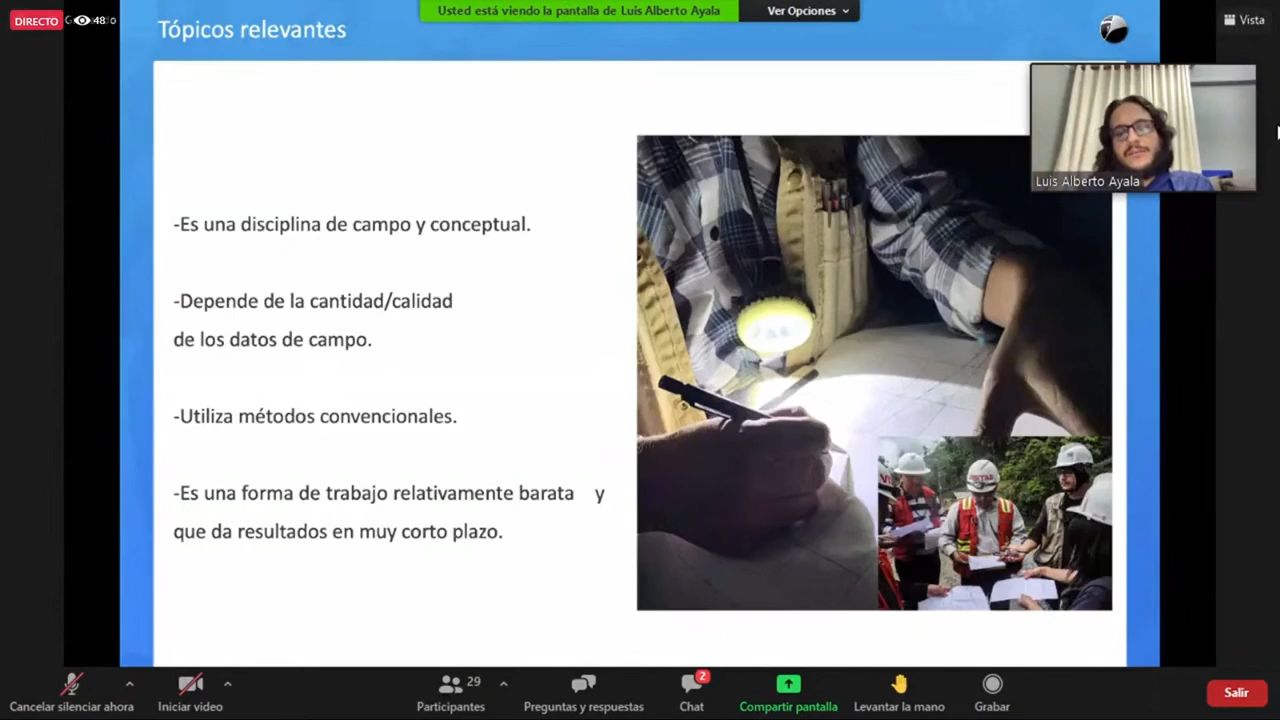 DIRECTO
48
Usted está viendo la pantalla de Luis Alberto Ayala
Ver Opciones
Vista
Tópicos relevantes
Luis Alberto Ayala
-Es una disciplina de campo y conceptual.
-Depende de la cantidad/calidad
de los datos de campo.
-Utiliza métodos convencionales.
-Es una forma de trabajo relativamente barata y
que da resultados en muy corto plazo.
29
2
Cancelar silenciar ahora
Iniciar video
Participantes
Preguntas y respuestas
Chat
Compartir pantalla
Levantar la mano
Grabar
Salir